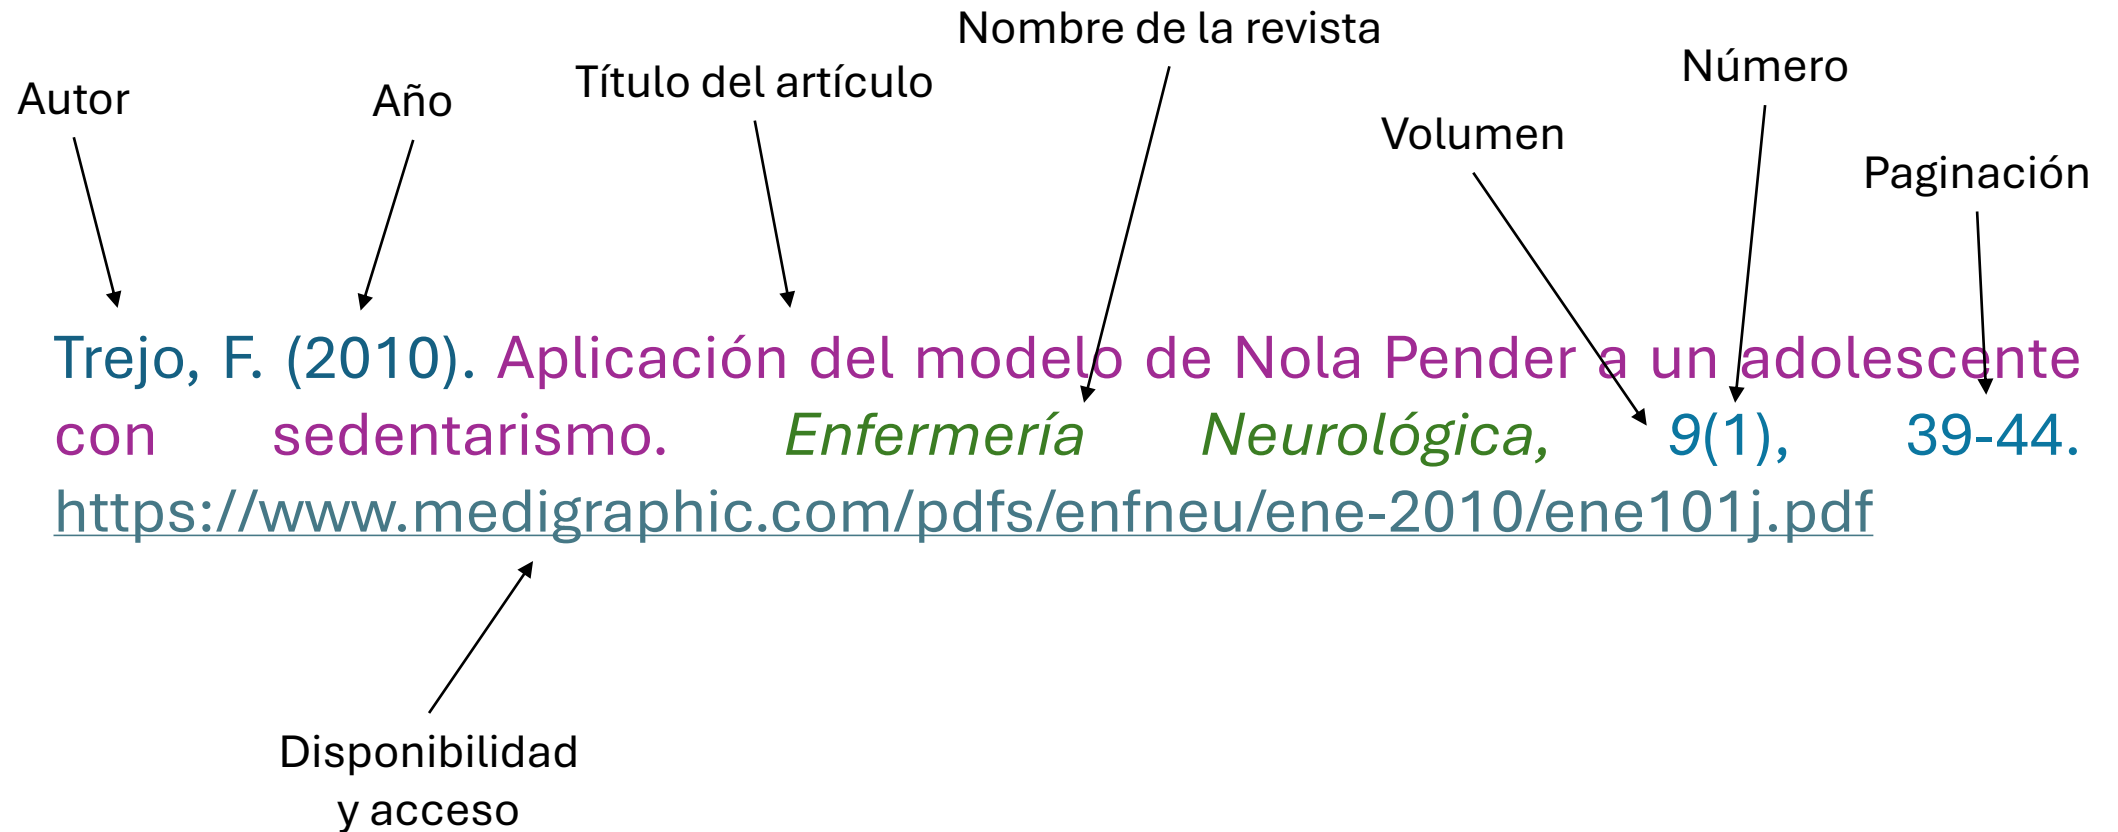 Nombre de la revista
Número
Título del artículo
Autor
Año
Volumen
Paginación
Trejo, F. (2010). Aplicación del modelo de Nola Pender a un adolescente
con sedentarismo. Enfermería Neurológica, 9(1), 39-44.
https://www.medigraphic.com/pdfs/enfneu/ene-2010/ene101j.pdf
Disponibilidad
y acceso